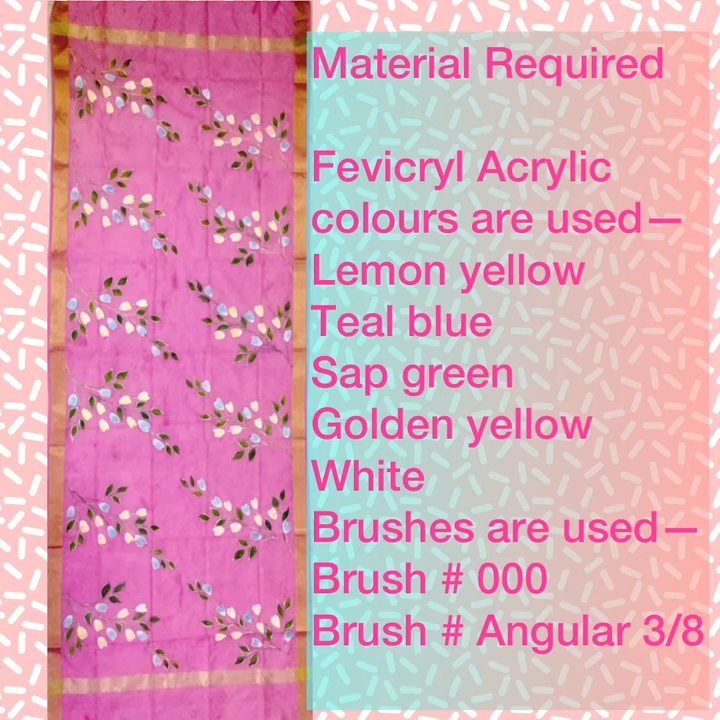 Material Required
Fevicryl Acrylic
colours are used—
Lemon yellow
Teal blue
Sap green
Golden yellow
White
Brushes are used—
Brush # 000
Brush # Angular 3/8